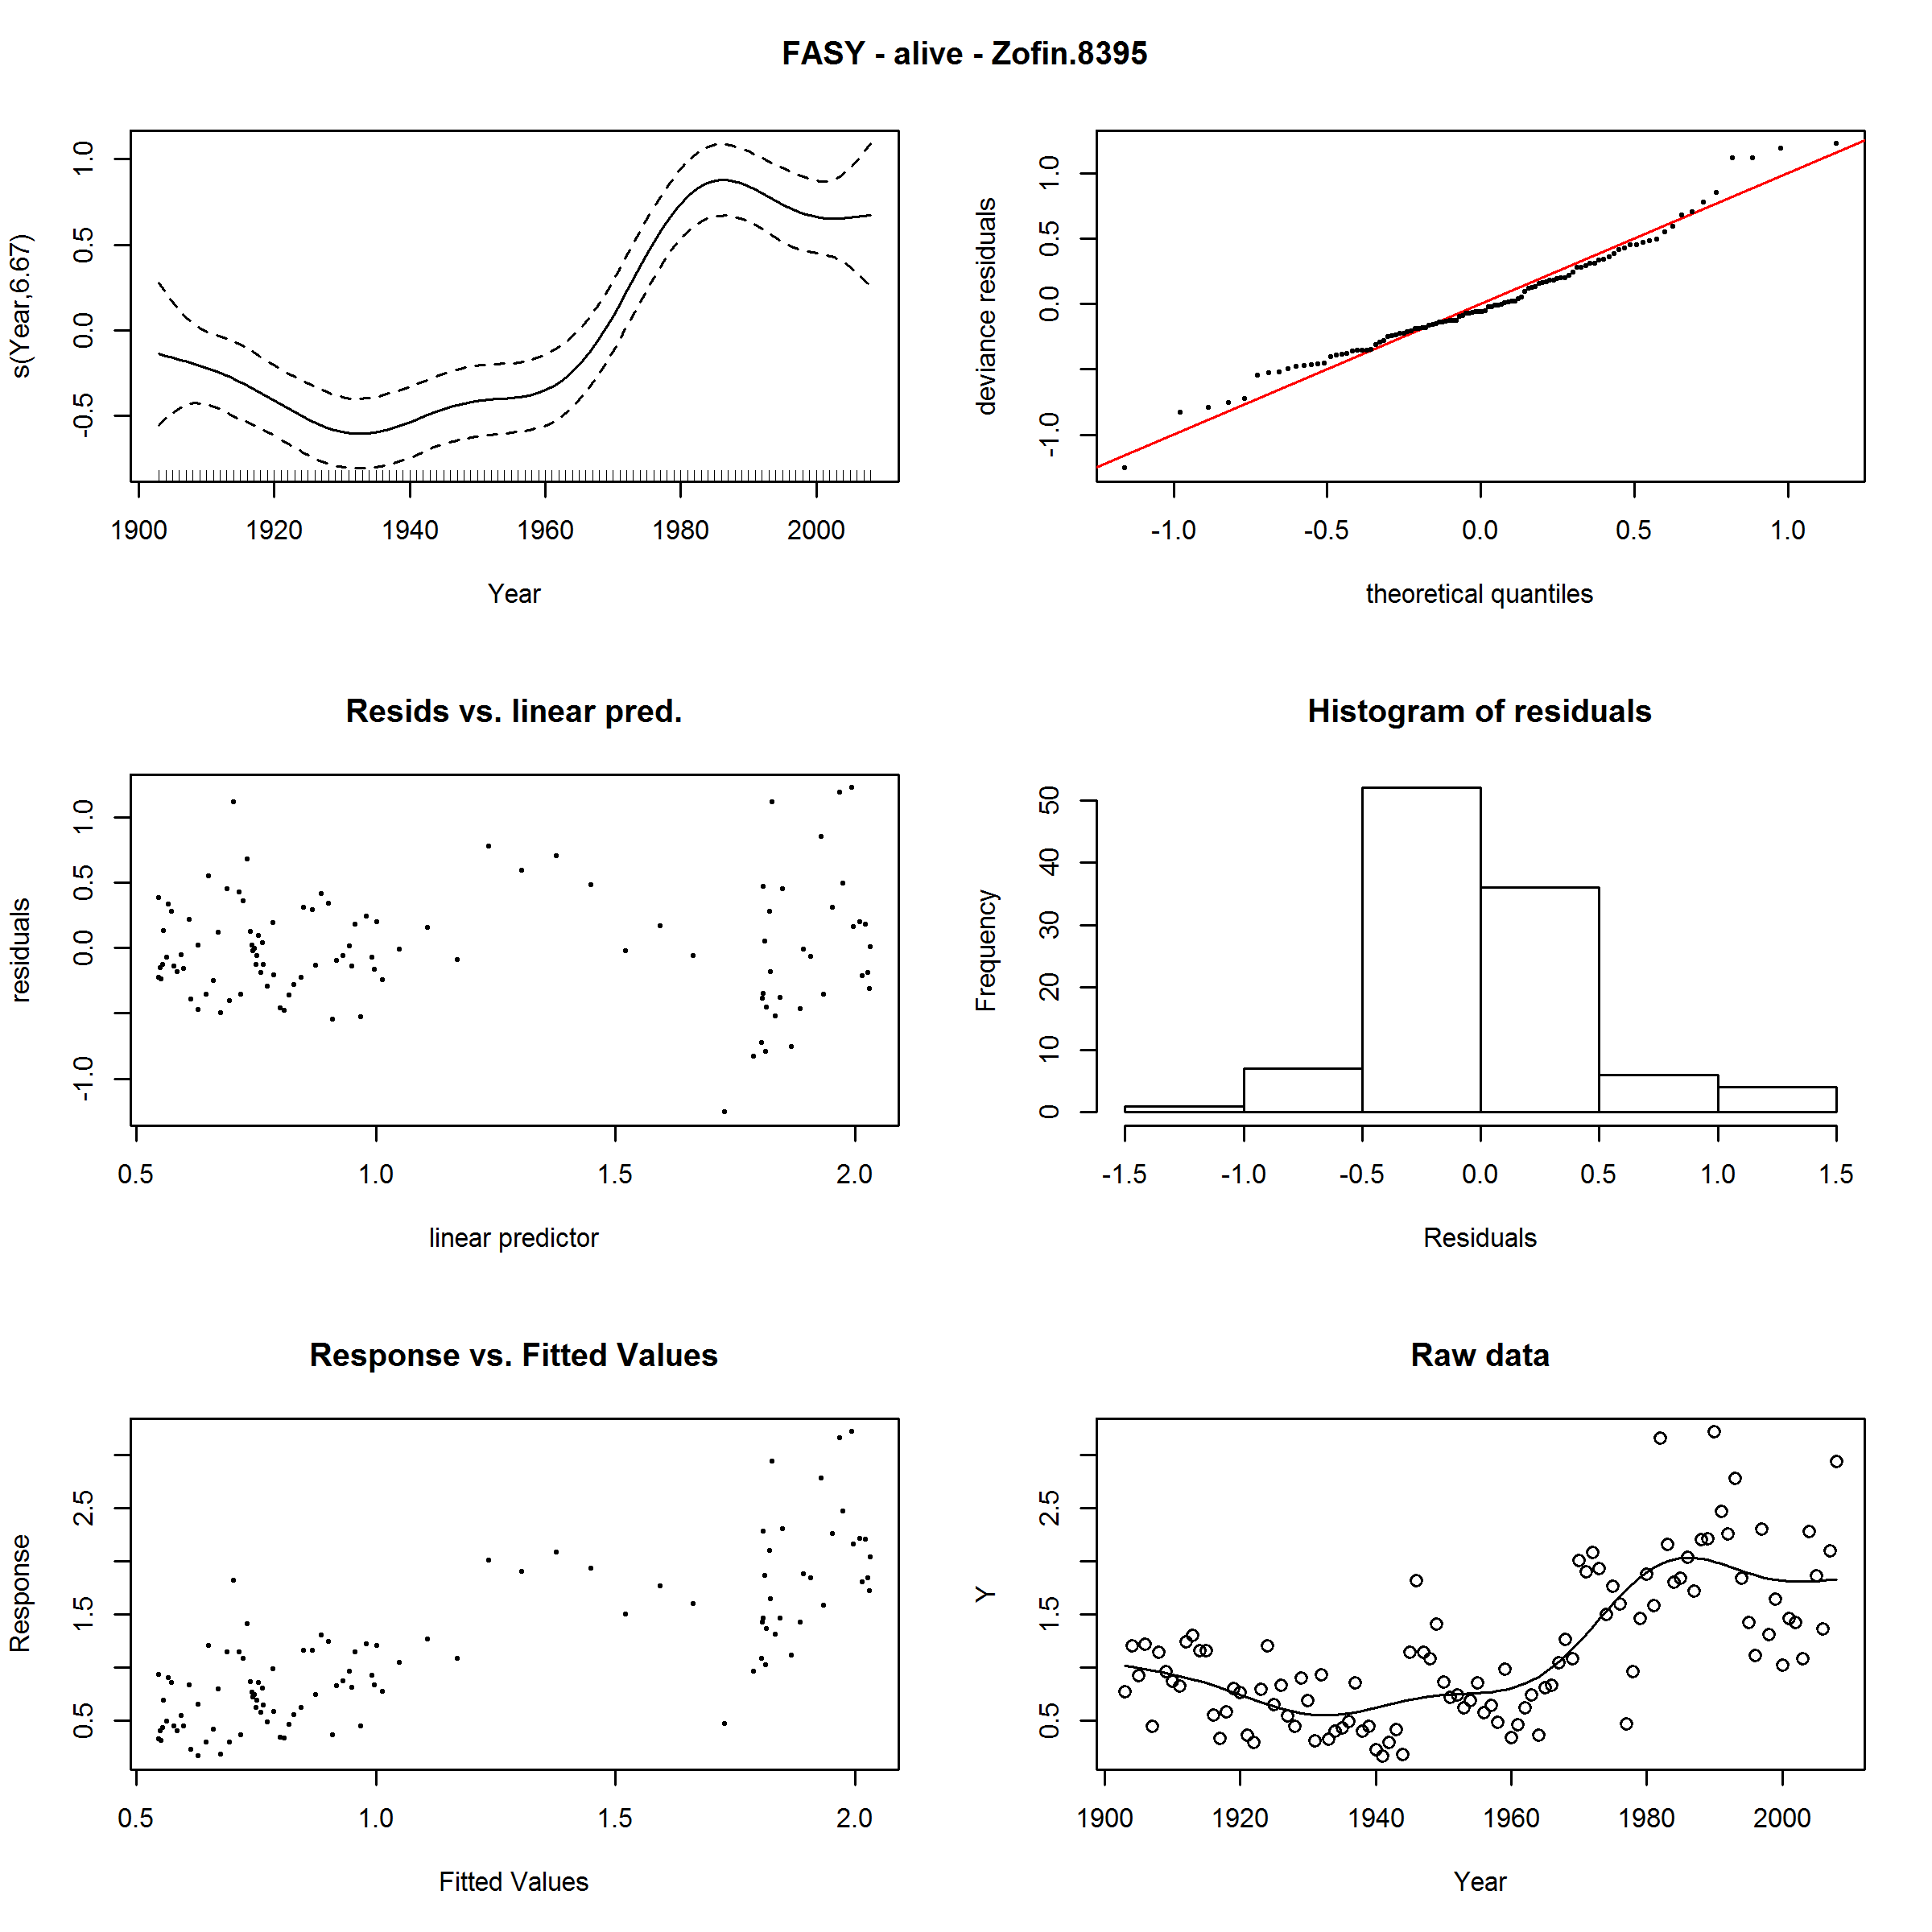 FASY - alive - Zofin.8395
s(Year,6.67)
-0.5 0.0 0.5 1.0
1900 1920 1940 1960 1980 2000
Year
deviance residuals
-1.0 0.0 0.5 1.0
-1.0 -0.5 0.0 0.5 1.0
theoretical quantiles
Resids vs. linear pred.
residuals
-1.0 0.0 0.5 1.0
0.5 1.0 1.5 2.0
linear predictor
Histogram of residuals
Frequency
0 10 20 30 40 50
-1.5 -1.0 -0.5 0.0 0.5 1.0 1.5
Residuals
Response vs. Fitted Values
Response
0.5 1.5 2.5
0.5 1.0 1.5 2.0
Fitted Values
Raw data
Y
0.5 1.5 2.5
1900 1920 1940 1960 1980 2000
Year